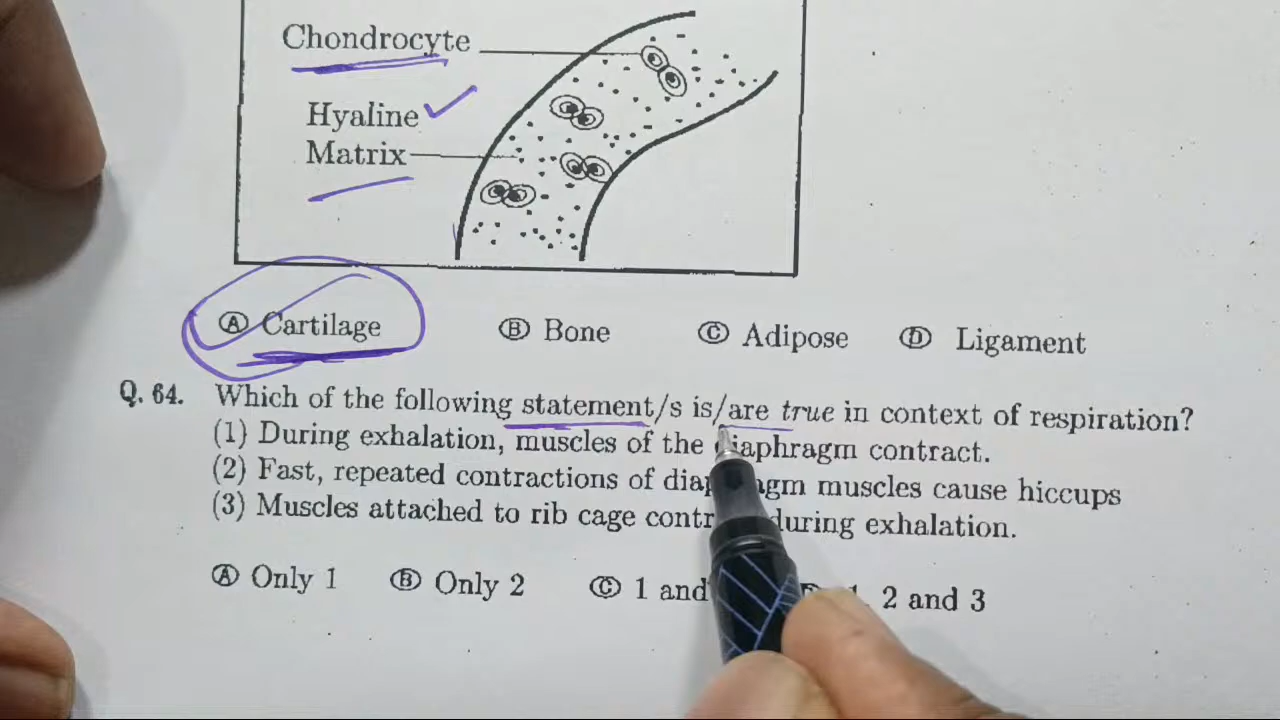 Chondrocyte
Hyaline
Matrix
Ⓐ Cartilage Ⓑ Bone Ⓒ Adipose Ⓓ Ligament
Q. 64. Which of the following statement/s is/are true in context of respiration?
(1) During exhalation, muscles of the diaphragm contract.
(2) Fast, repeated contractions of diaphragm muscles cause hiccups
(3) Muscles attached to rib cage during exhalation.
Ⓐ Only 1 Ⓑ Only 2 Ⓒ 1 and 1, 2 and 3